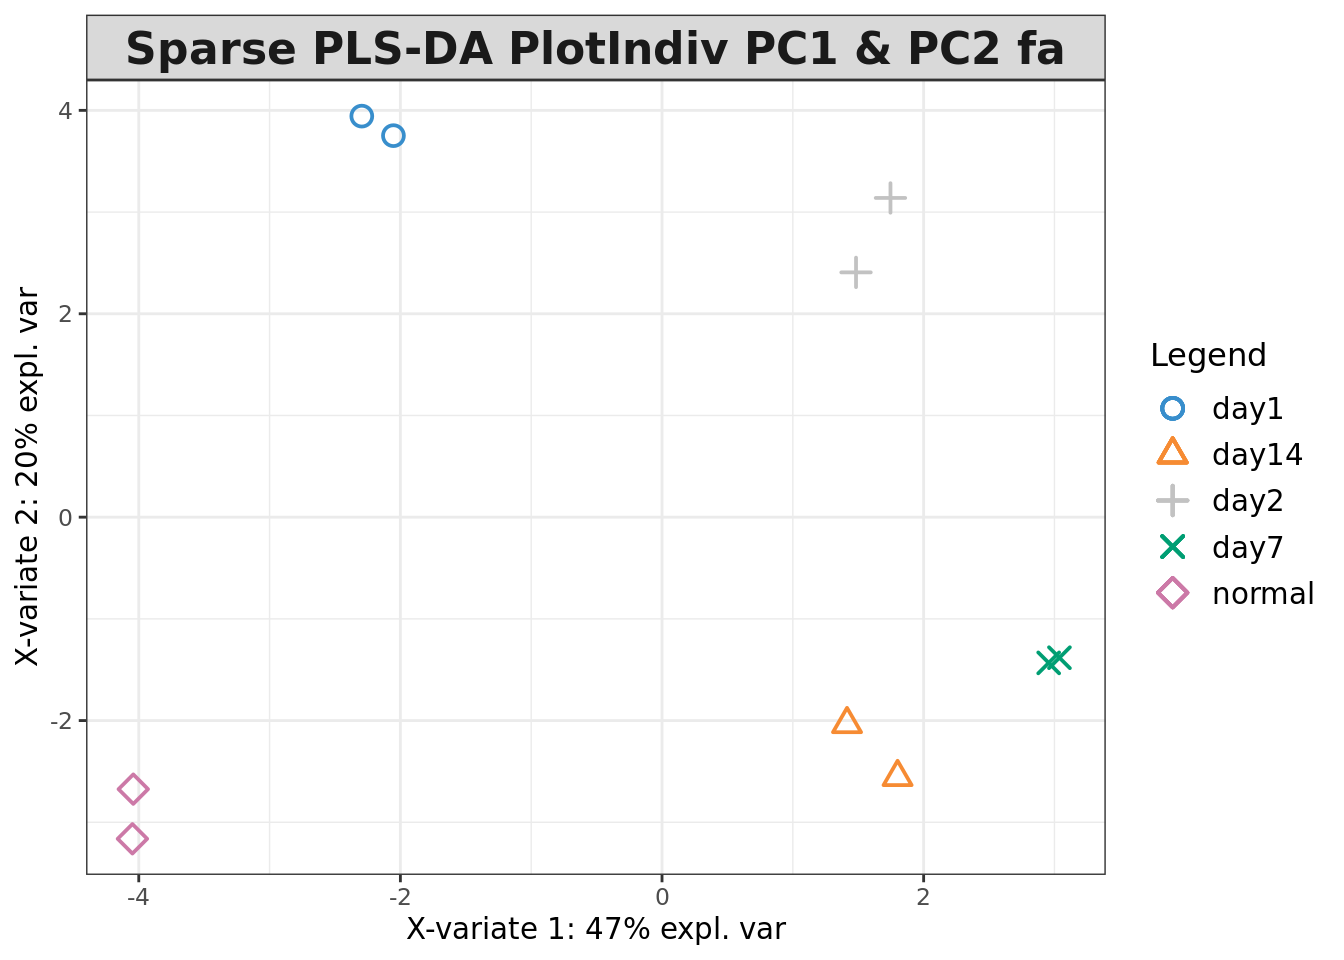 Sparse PLS-DA PlotIndiv PC1 & PC2 fa
4
2
0
-2
X-variate 2: 20% expl. var
-4
-2
0
2
X-variate 1: 47% expl. var
Legend
day1
day14
day2
day7
normal